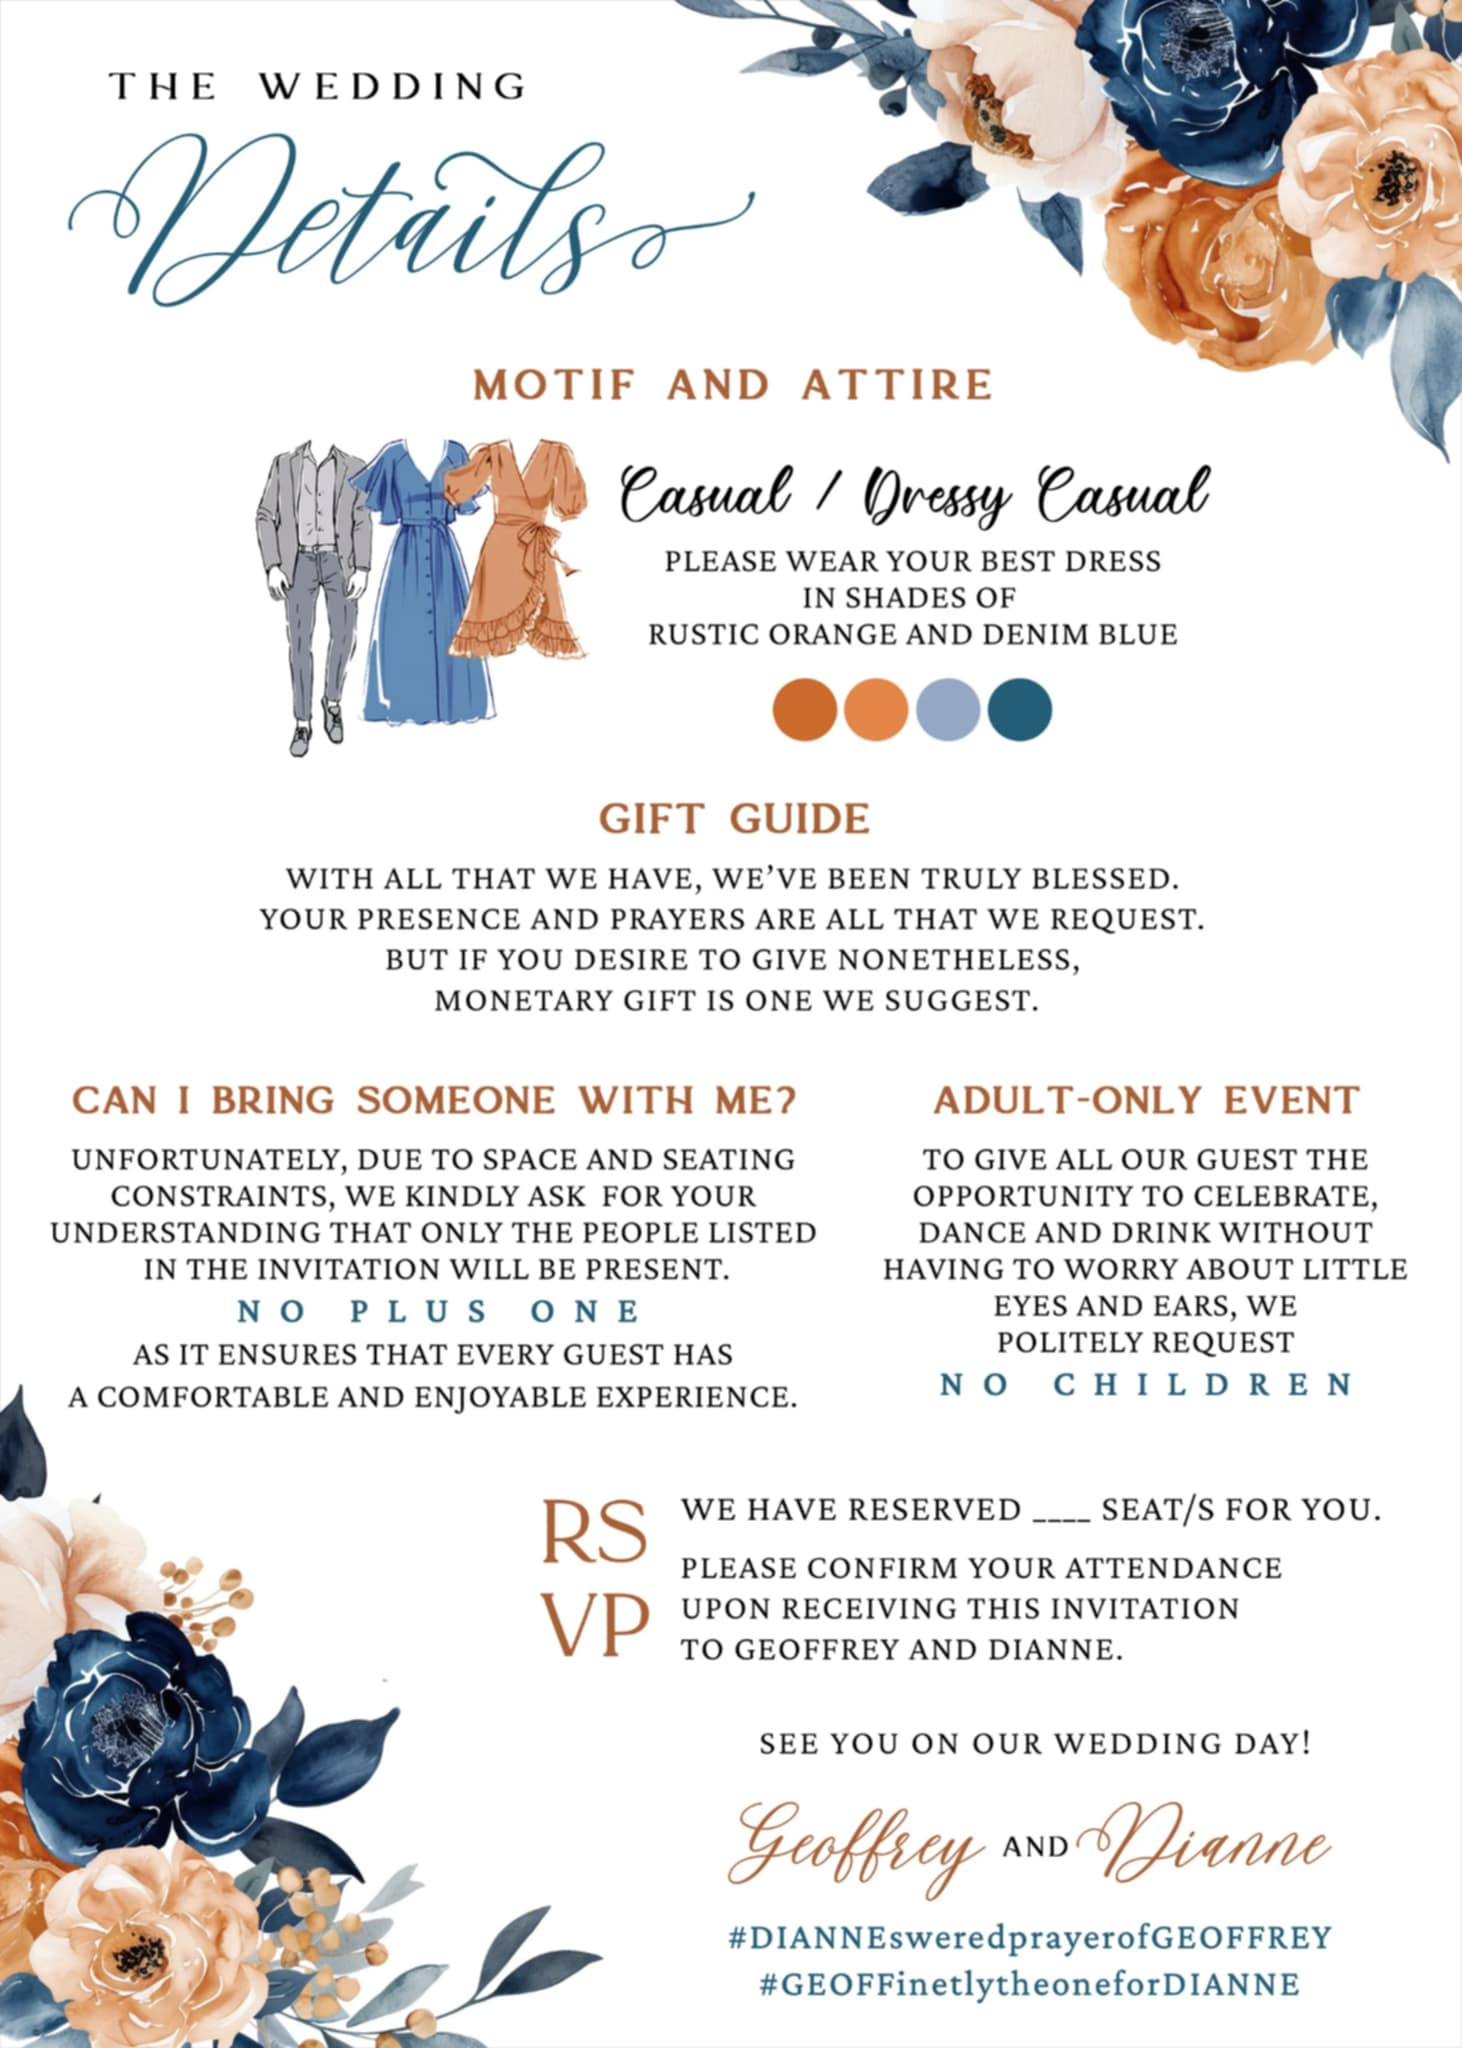 THE WEDDING
Details
MOTIF AND ATTIRE
Casual / Dressy Casual
PLEASE WEAR YOUR BEST DRESS
IN SHADES OF
RUSTIC ORANGE AND DENIM BLUE
GIFT GUIDE
WITH ALL THAT WE HAVE, WE'VE BEEN TRULY BLESSED.
YOUR PRESENCE AND PRAYERS ARE ALL THAT WE REQUEST.
BUT IF YOU DESIRE TO GIVE NONETHELESS,
MONETARY GIFT IS ONE WE SUGGEST.
CAN I BRING SOMEONE WITH ME?
UNFORTUNATELY, DUE TO SPACE AND SEATING
CONSTRAINTS, WE KINDLY ASK FOR YOUR
UNDERSTANDING THAT ONLY THE PEOPLE LISTED
IN THE INVITATION WILL BE PRESENT.
NO PLUS ONE
AS IT ENSURES THAT EVERY GUEST HAS
A COMFORTABLE AND ENJOYABLE EXPERIENCE.
ADULT-ONLY EVENT
TO GIVE ALL OUR GUEST THE
OPPORTUNITY TO CELEBRATE,
DANCE AND DRINK WITHOUT
HAVING TO WORRY ABOUT LITTLE
EYES AND EARS, WE
POLITELY REQUEST
NO CHILDREN
RS
VP
WE HAVE RESERVED ____ SEAT/S FOR YOU.
PLEASE CONFIRM YOUR ATTENDANCE
UPON RECEIVING THIS INVITATION
TO GEOFFREY AND DIANNE.
SEE YOU ON OUR WEDDING DAY!
Geoffrey AND Dianne
#DIANNEsweredprayerofGEOFFREY
#GEOFFinetlytheoneforDIANNE